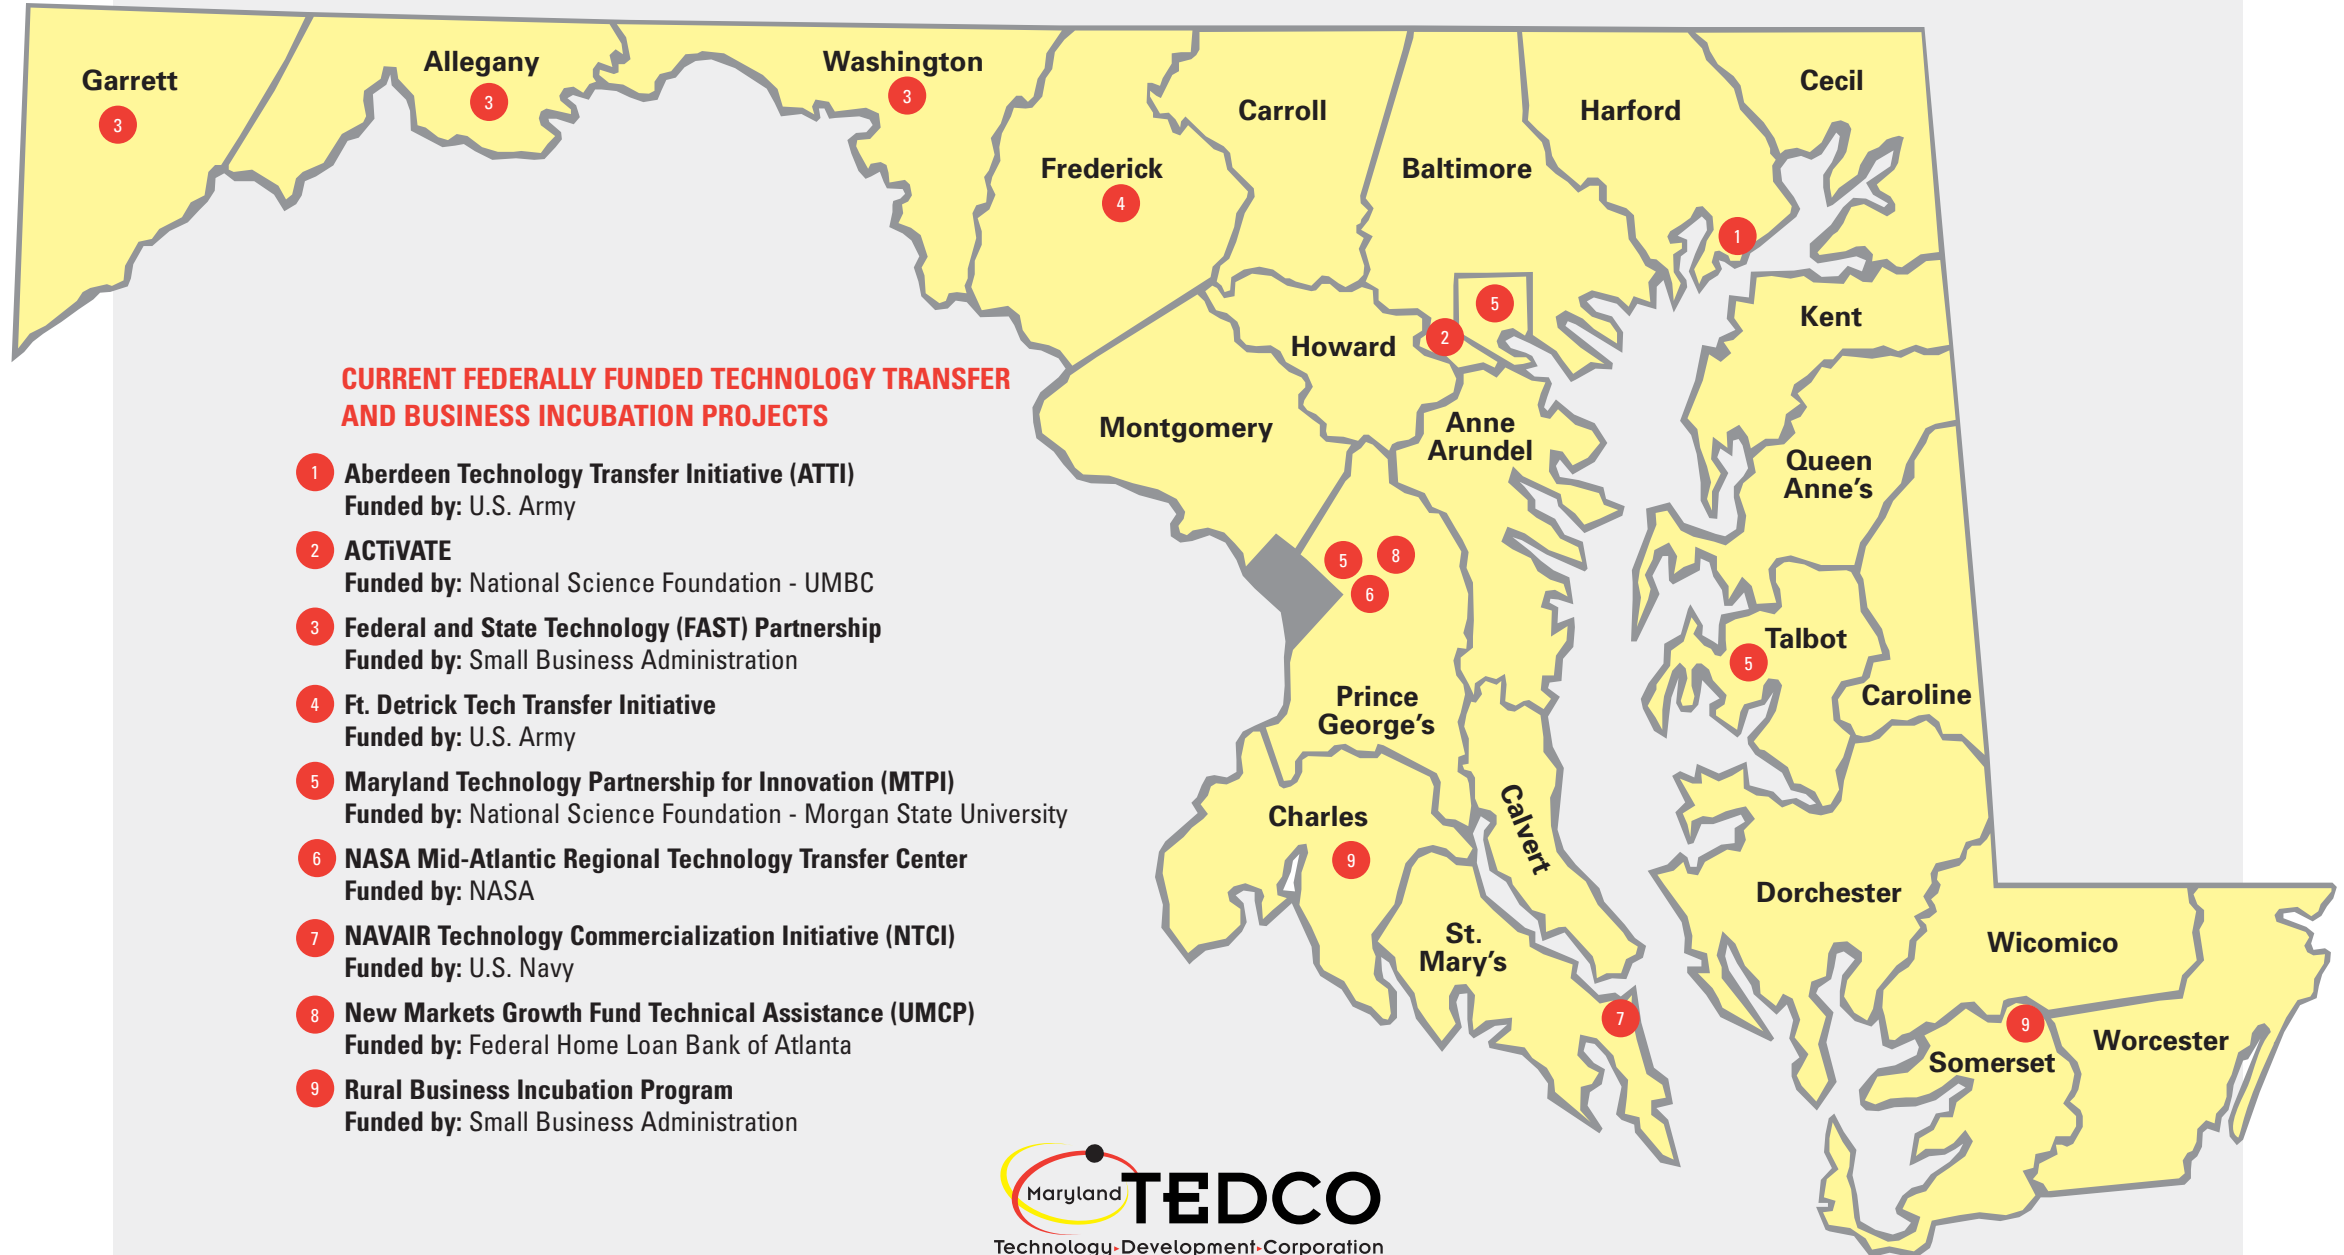 Garrett
3
Allegany
3
Washington
3
Frederick
4
Carroll
Baltimore
Harford
1
Cecil
5
2
Howard
Kent
Montgomery
Anne
Arundel
Queen
Anne's
5
8
6
Talbot
5
Prince
George's
Caroline
Charles
9
Calvert
Dorchester
St.
Mary's
7
Wicomico
9
Somerset
Worcester
CURRENT FEDERALLY FUNDED TECHNOLOGY TRANSFER
AND BUSINESS INCUBATION PROJECTS
1 Aberdeen Technology Transfer Initiative (ATTI)
Funded by: U.S. Army
2 ACTiVATE
Funded by: National Science Foundation - UMBC
3 Federal and State Technology (FAST) Partnership
Funded by: Small Business Administration
4 Ft. Detrick Tech Transfer Initiative
Funded by: U.S. Army
5 Maryland Technology Partnership for Innovation (MTPI)
Funded by: National Science Foundation - Morgan State University
6 NASA Mid-Atlantic Regional Technology Transfer Center
Funded by: NASA
7 NAVAIR Technology Commercialization Initiative (NTCI)
Funded by: U.S. Navy
8 New Markets Growth Fund Technical Assistance (UMCP)
Funded by: Federal Home Loan Bank of Atlanta
9 Rural Business Incubation Program
Funded by: Small Business Administration
Maryland TEDCO
Technology Development Corporation